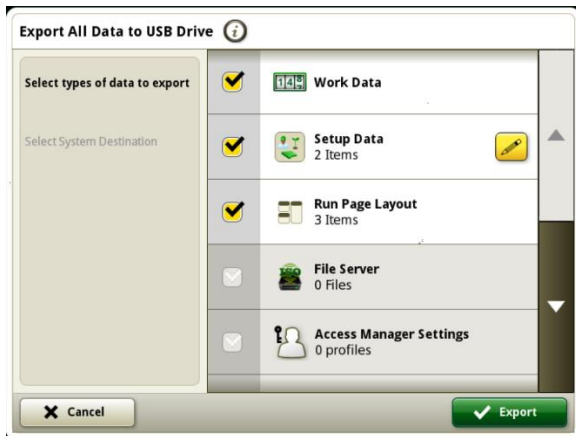 Export All Data to USB Drive
Select types of data to export
Select System Destination
Work Data
Setup Data
2 Items
Run Page Layout
3 Items
ISO
File Server
0 Files
Access Manager Settings
0 profiles
Cancel
Export